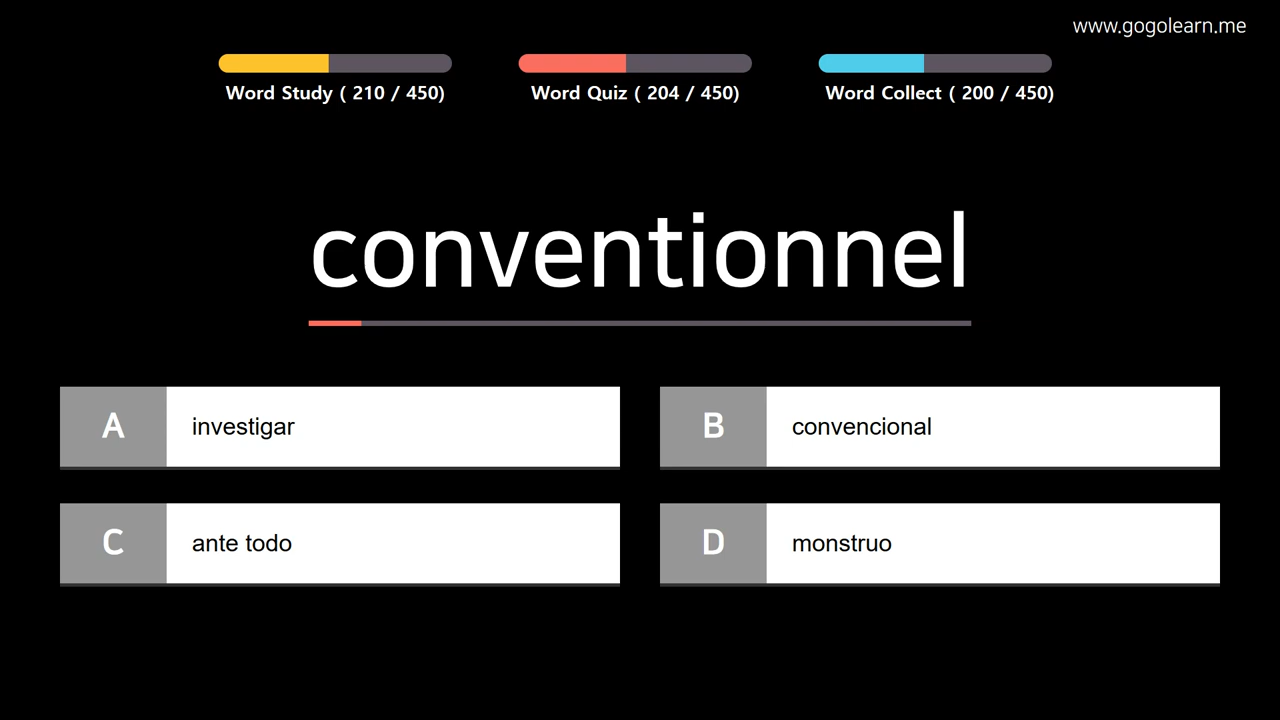 www.gogolearn.me
Word Study ( 210 / 450)
Word Quiz ( 204 / 450)
Word Collect ( 200 / 450)
conventionnel
A investigar
B convencional
C ante todo
D monstruo